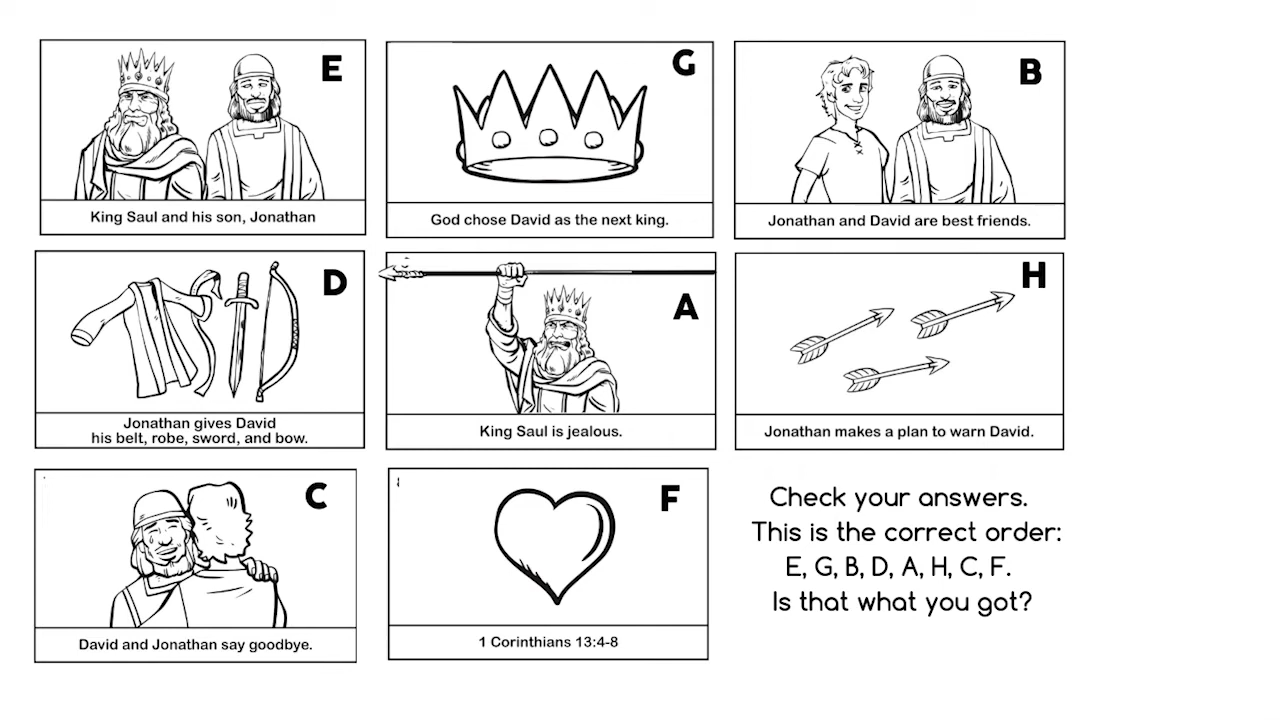 E
King Saul and his son, Jonathan
G
God chose David as the next king.
B
Jonathan and David are best friends.
D
Jonathan gives David
his belt, robe, sword, and bow.
A
King Saul is jealous.
H
Jonathan makes a plan to warn David.
C
David and Jonathan say goodbye.
F
1 Corinthians 13:4-8
Check your answers.
This is the correct order:
E, G, B, D, A, H, C, F.
Is that what you got?